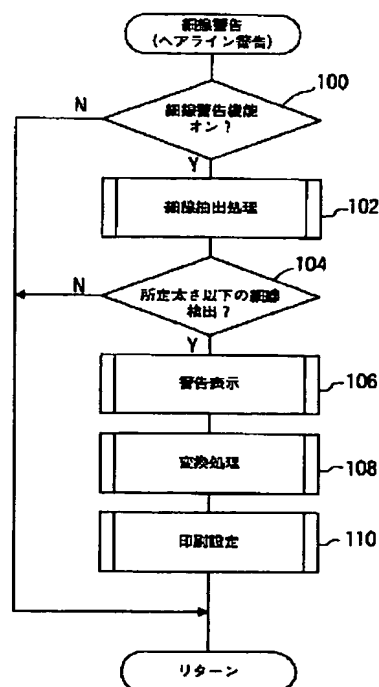 細線警告
(ヘアライン警告)
100
細線警告機能
オン?
N
Y
細線抽出処理
102
104
所定太さ以下の細線
検出?
N
Y
警告表示
106
変換処理
108
印刷設定
110
リターン